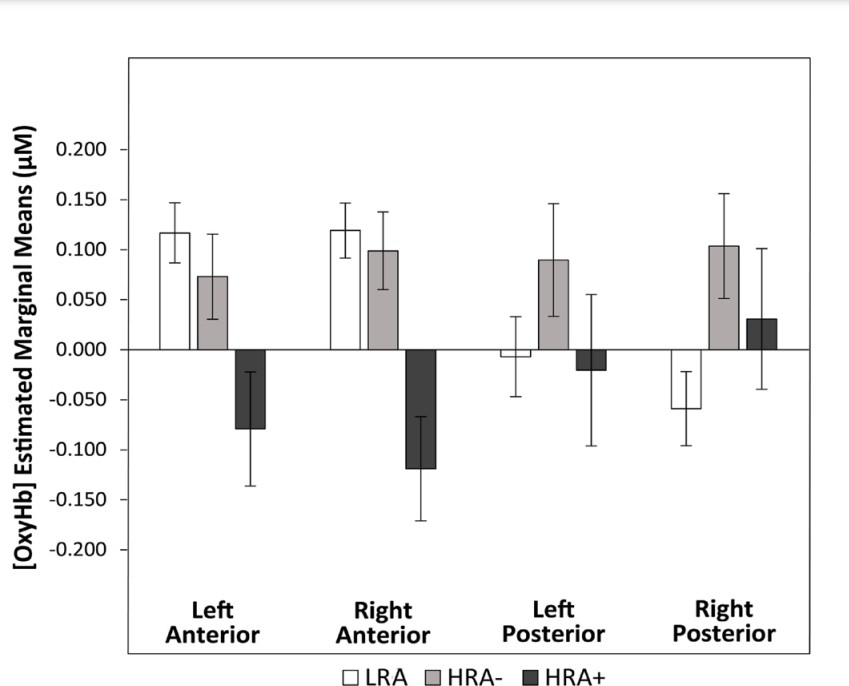 [OxyHb] Estimated Marginal Means (µM)
0.200
0.150
0.100
0.050
0.000
-0.050
-0.100
-0.150
-0.200
Left
Anterior
Right
Anterior
Left
Posterior
Right
Posterior
LRA HRA- HRA+